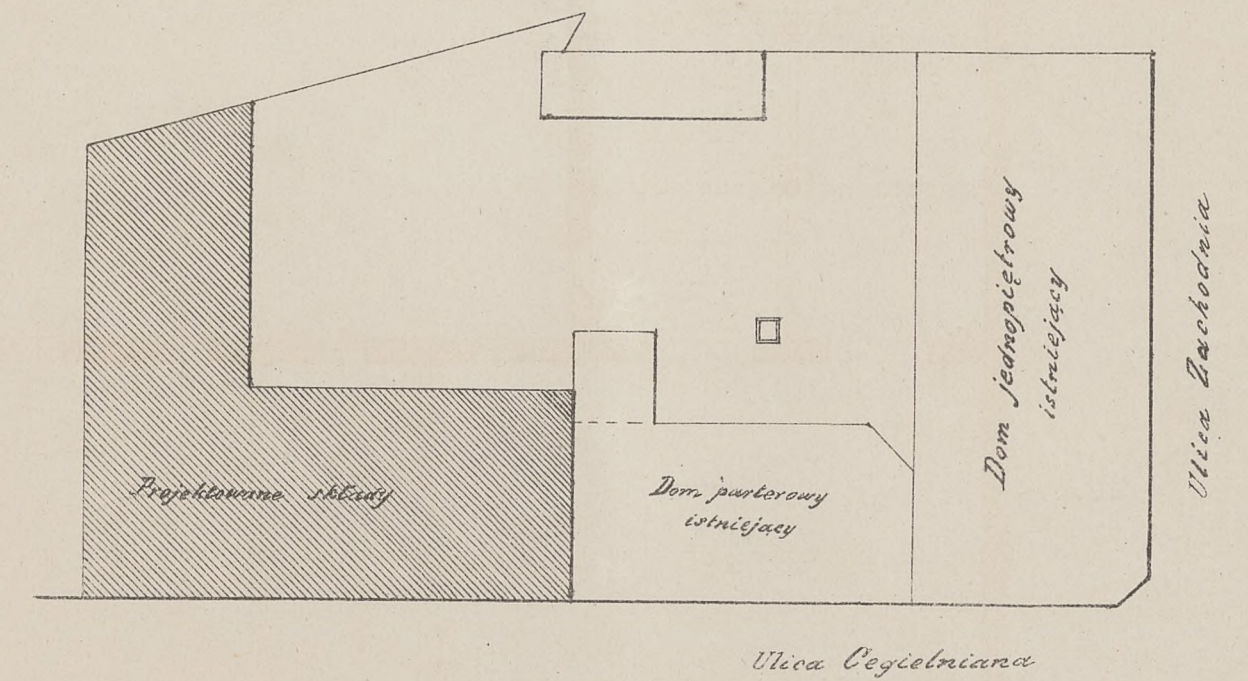 Projektowane składy
Dom parterowy
istniejący
Dom jednopiętrowy
istniejący
Ulica Zachodnia
Ulica Cegielniana